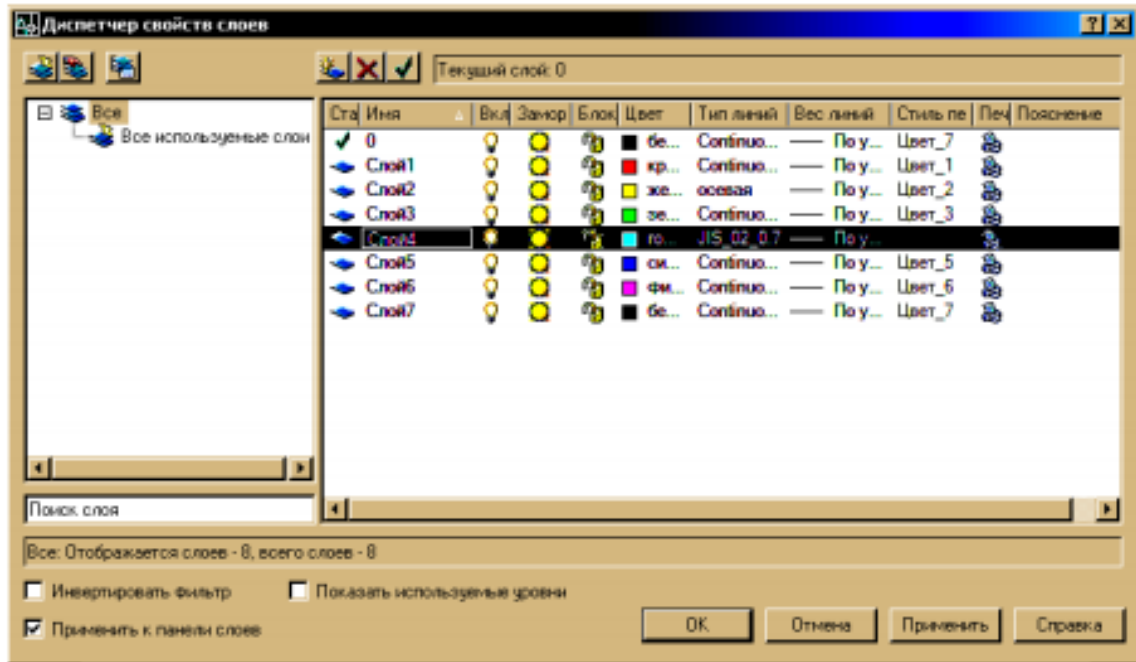 Диспетчер свойств слоев
Текущий слой: 0
Все
Все используемые слои
Ста Имя Вкл Замор Блок Цвет Тип линий Вес линий Стиль пе Печ Пояснение
0 бе... Continuo... По у... Цвет_7
Слой1 кр... Continuo... По у... Цвет_1
Слой2 же... осевая По у... Цвет_2
Слой3 зе... Continuo... По у... Цвет_3
Слой4 го... JIS_02_0.7 По у...
Слой5 си... Continuo... По у... Цвет_5
Слой6 фи... Continuo... По у... Цвет_6
Слой7 бе... Continuo... По у... Цвет_7
Поиск слоя
Все: Отображается слоев - 8, всего слоев - 8
Инвертировать фильтр Показать используемые уровни
Применить к панели слоев
ОК Отмена Применить Справка